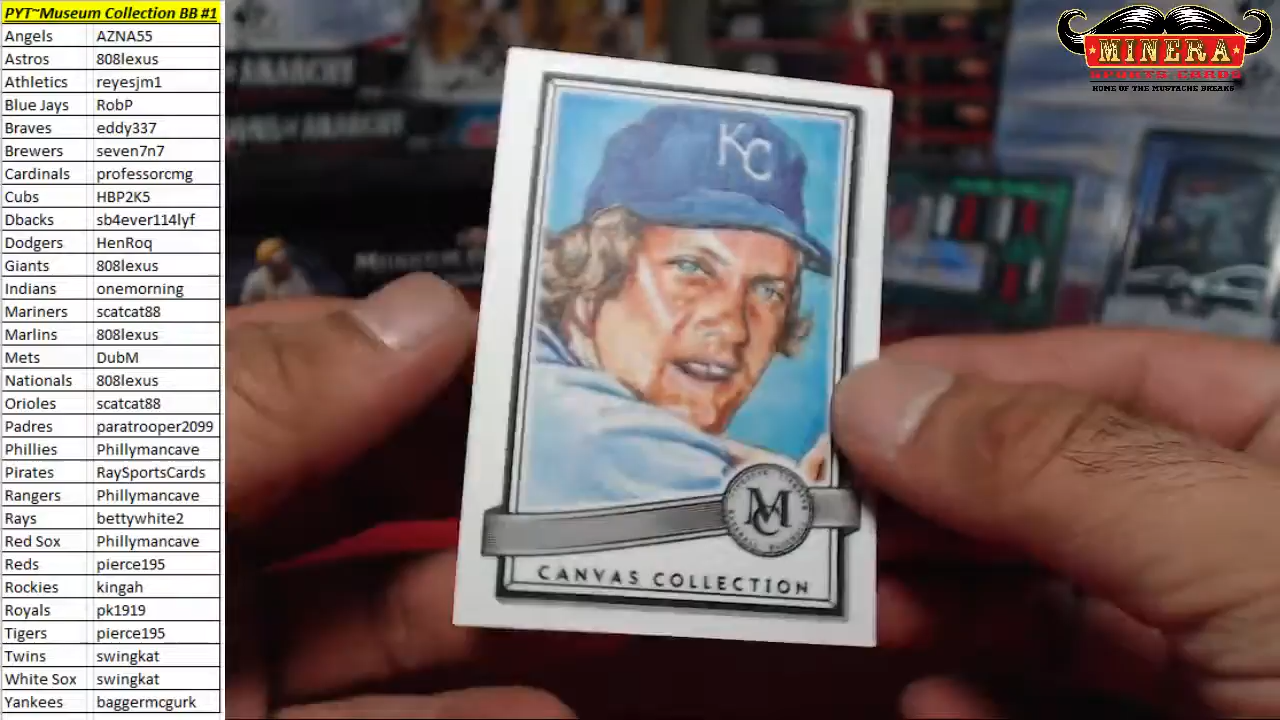 PYT~Museum Collection BB #1
Angels AZNA55
Astros 808lexus
Athletics reyesjm1
Blue Jays RobP
Braves eddy337
Brewers seven7n7
Cardinals professorcmg
Cubs HBP2K5
Dbacks sb4ever114lyf
Dodgers HenRoq
Giants 808lexus
Indians onemorning
Mariners scatcat88
Marlins 808lexus
Mets DubM
Nationals 808lexus
Orioles scatcat88
Padres paratrooper2099
Phillies Phillymancave
Pirates RaySportsCards
Rangers Phillymancave
Rays bettywhite2
Red Sox Phillymancave
Reds pierce195
Rockies kingah
Royals pk1919
Tigers pierce195
Twins swingkat
White Sox swingkat
Yankees baggermcgurk
MINERA
SPORTS CARDS
HOME OF THE MUSTACHE BREAKS
KC
MC
CANVAS COLLECTION
ANARCHY